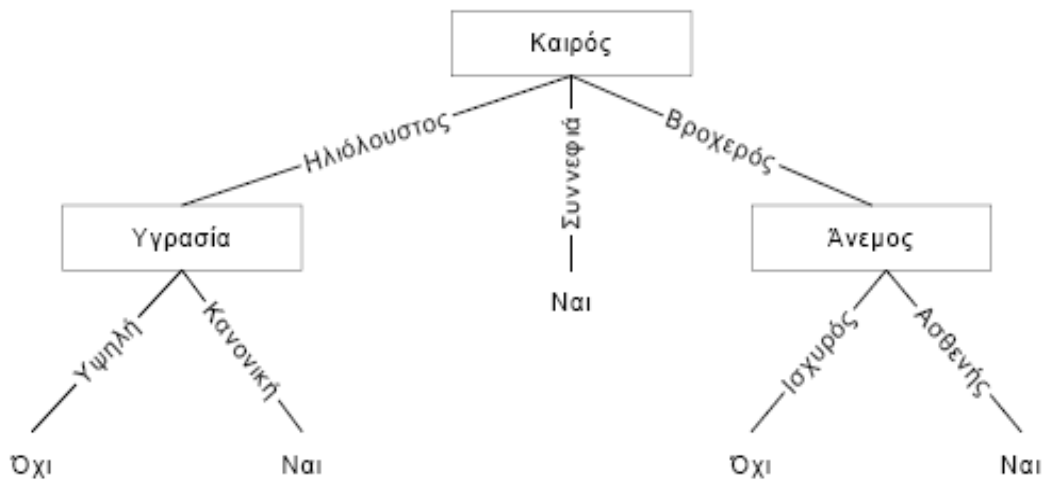 Καιρός
Ηλιόλουστος
Συννεφιά
Βροχερός
Υγρασία
Άνεμος
Ναι
Υψηλή
Κανονική
Ισχυρός
Ασθενής
Όχι
Ναι
Όχι
Ναι